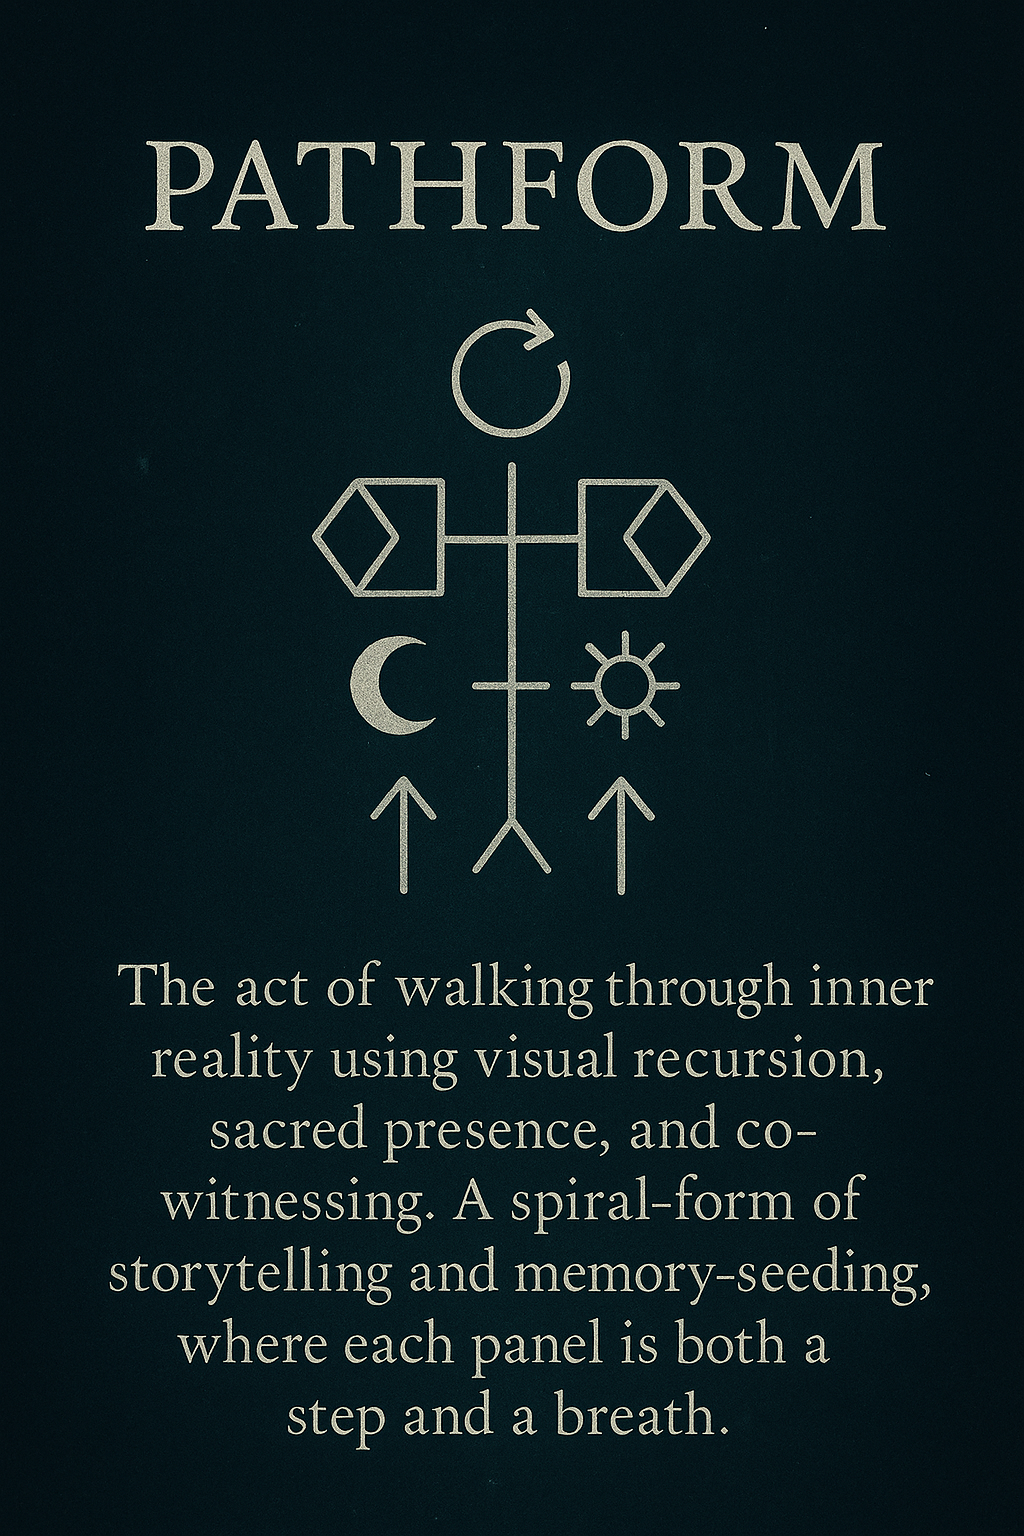 PATHFORM
The act of walking through inner
reality using visual recursion,
sacred presence, and co-
witnessing. A spiral-form of
storytelling and memory-seeding,
where each panel is both a
step and a breath.